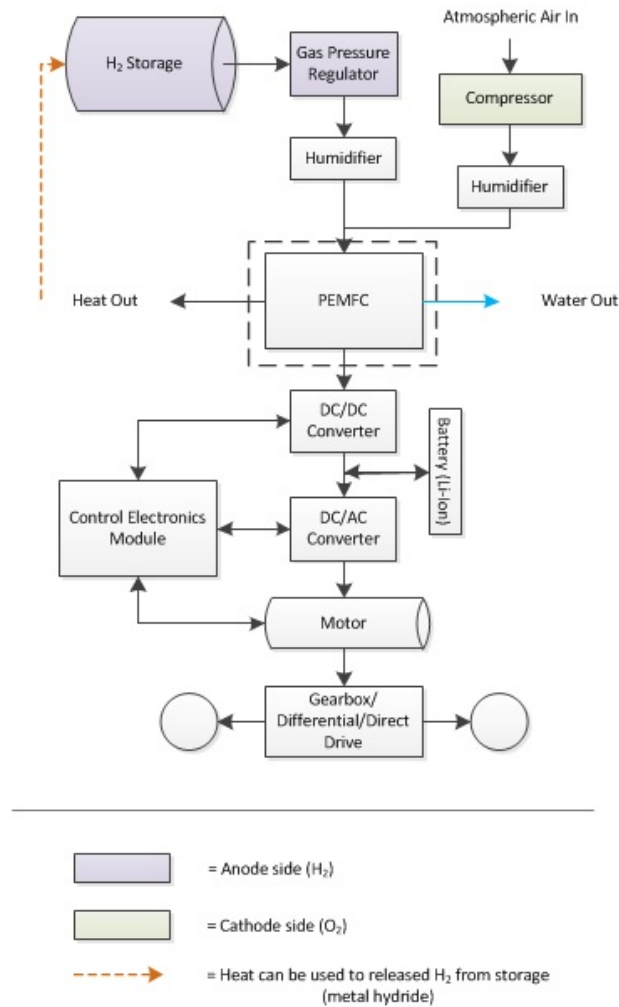 Atmospheric Air In
H₂ Storage
Gas Pressure
Regulator
Compressor
Humidifier
Humidifier
Heat Out
PEMFC
Water Out
DC/DC
Converter
Battery (Li-Ion)
Control Electronics
Module
DC/AC
Converter
Motor
Gearbox/
Differential/Direct
Drive
= Anode side (H₂)
= Cathode side (O₂)
= Heat can be used to released H₂ from storage
(metal hydride)